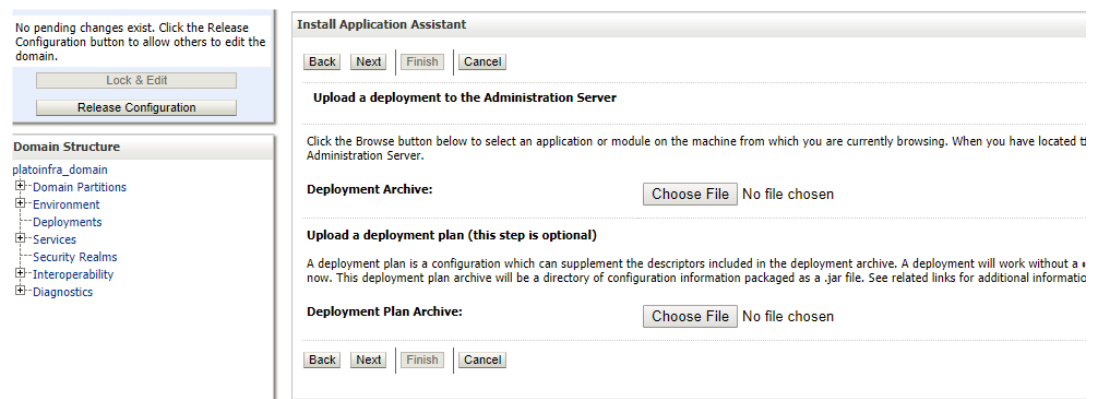 No pending changes exist. Click the Release
Configuration button to allow others to edit the
domain.
Lock & Edit
Release Configuration
Domain Structure
platoinfra_domain
Domain Partitions
Environment
Deployments
Services
Security Realms
Interoperability
Diagnostics
Install Application Assistant
Back Next Finish Cancel
Upload a deployment to the Administration Server
Click the Browse button below to select an application or module on the machine from which you are currently browsing. When you have located
Administration Server.
Deployment Archive: Choose File No file chosen
Upload a deployment plan (this step is optional)
A deployment plan is a configuration which can supplement the descriptors included in the deployment archive. A deployment will work without a
now. This deployment plan archive will be a directory of configuration information packaged as a .jar file. See related links for additional informatio
Deployment Plan Archive: Choose File No file chosen
Back Next Finish Cancel